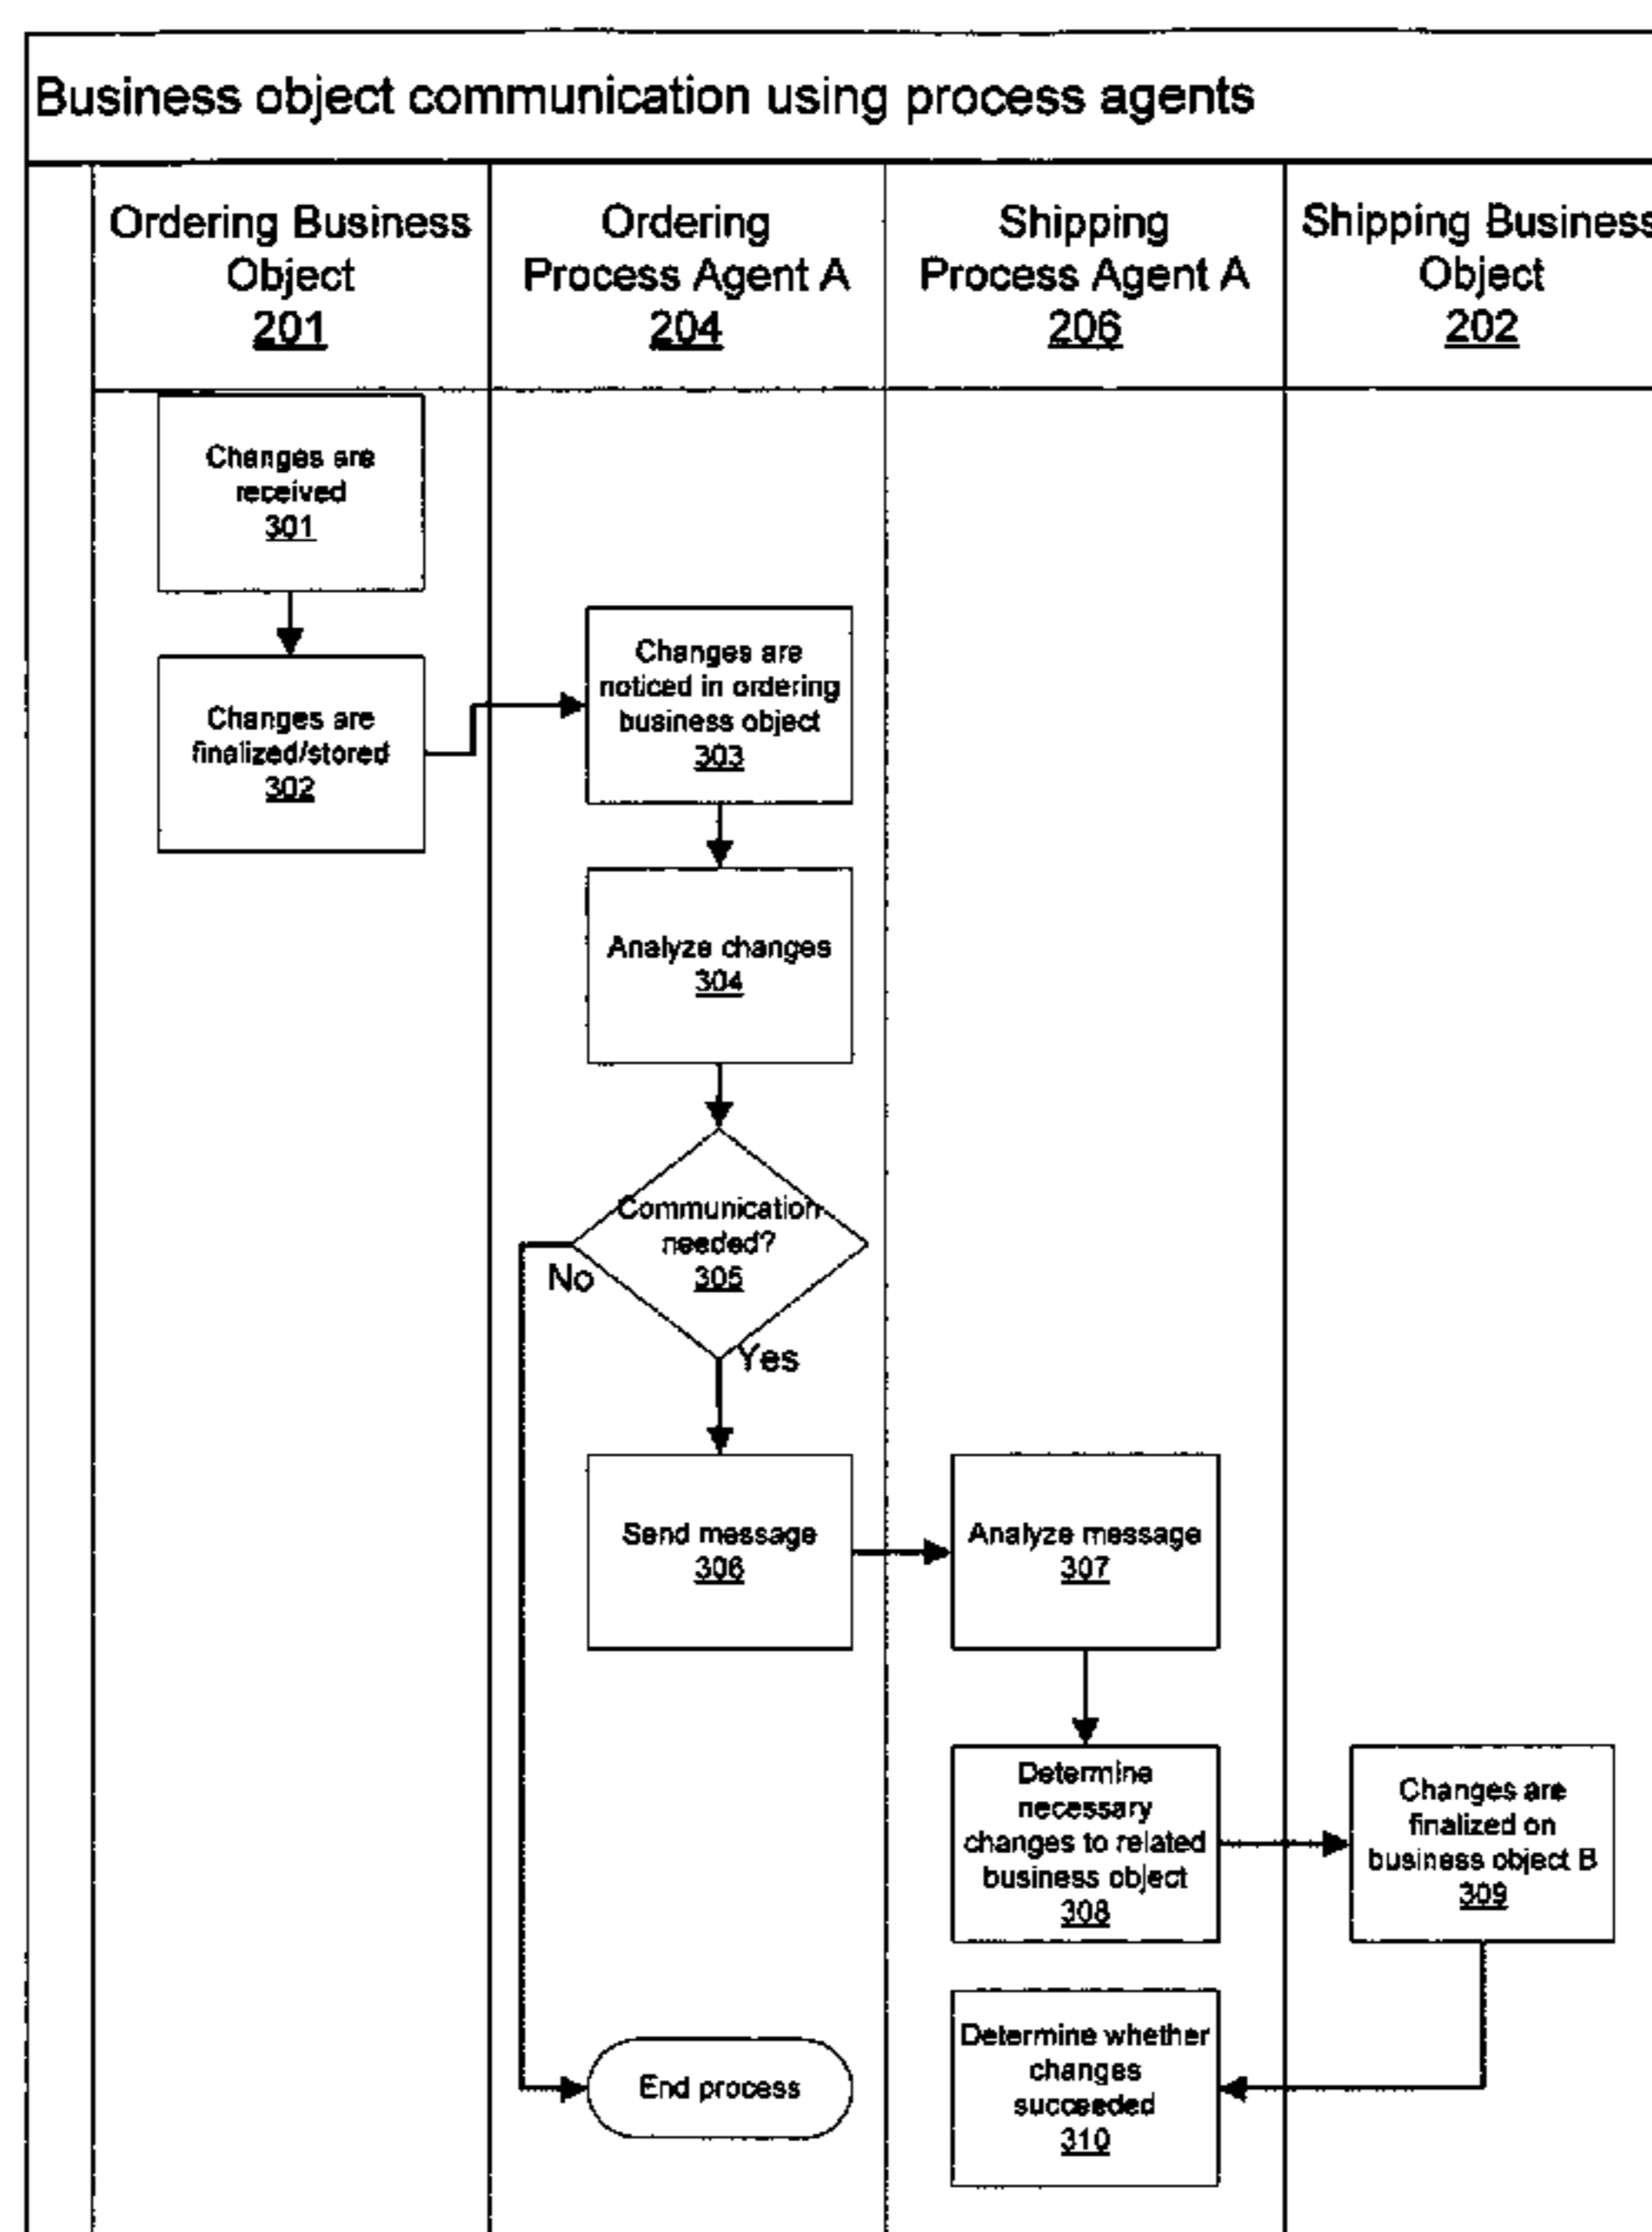 Business object communication using process agents
Ordering Business
Object
201
Ordering
Process Agent A
204
Shipping
Process Agent A
206
Shipping Business
Object
202
Changes are
received
301
Changes are
finalized/stored
302
Changes are
noticed in ordering
business object
303
Analyze changes
304
Communication
needed?
305
No
Yes
Send message
306
Analyze message
307
Determine
necessary
changes to related
business object
308
Changes are
finalized on
business object B
309
End process
Determine whether
changes
succeeded
310